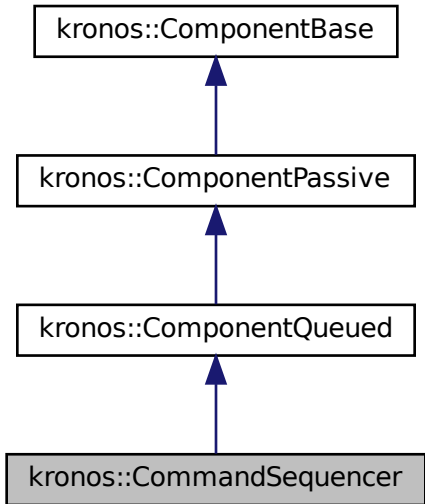 kronos::ComponentBase
kronos::ComponentPassive
kronos::ComponentQueued
kronos::CommandSequencer